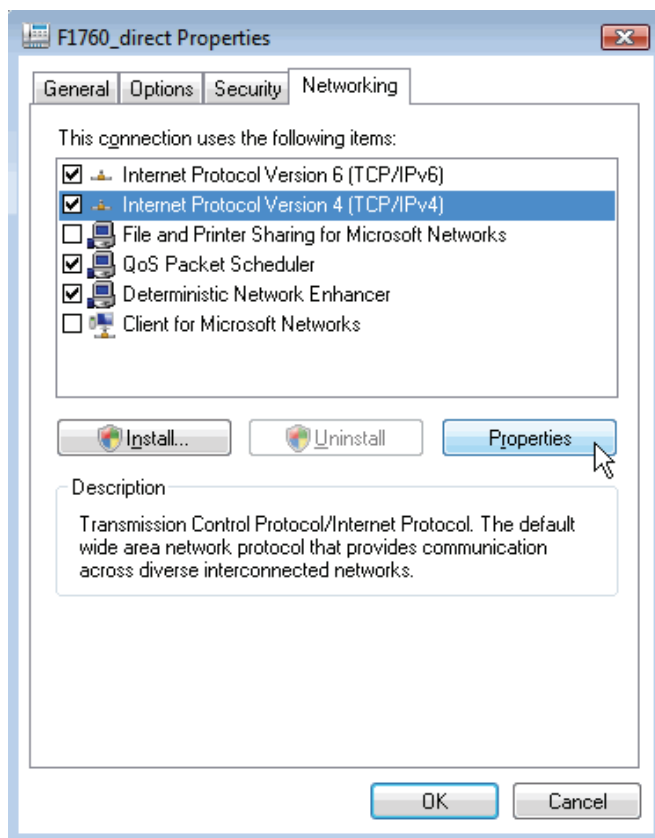 F1760_direct Properties
General Options Security Networking
This connection uses the following items:
Internet Protocol Version 6 (TCP/IPv6)
Internet Protocol Version 4 (TCP/IPv4)
File and Printer Sharing for Microsoft Networks
QoS Packet Scheduler
Deterministic Network Enhancer
Client for Microsoft Networks
Install... Uninstall Properties
Description
Transmission Control Protocol/Internet Protocol. The default
wide area network protocol that provides communication
across diverse interconnected networks.
OK Cancel